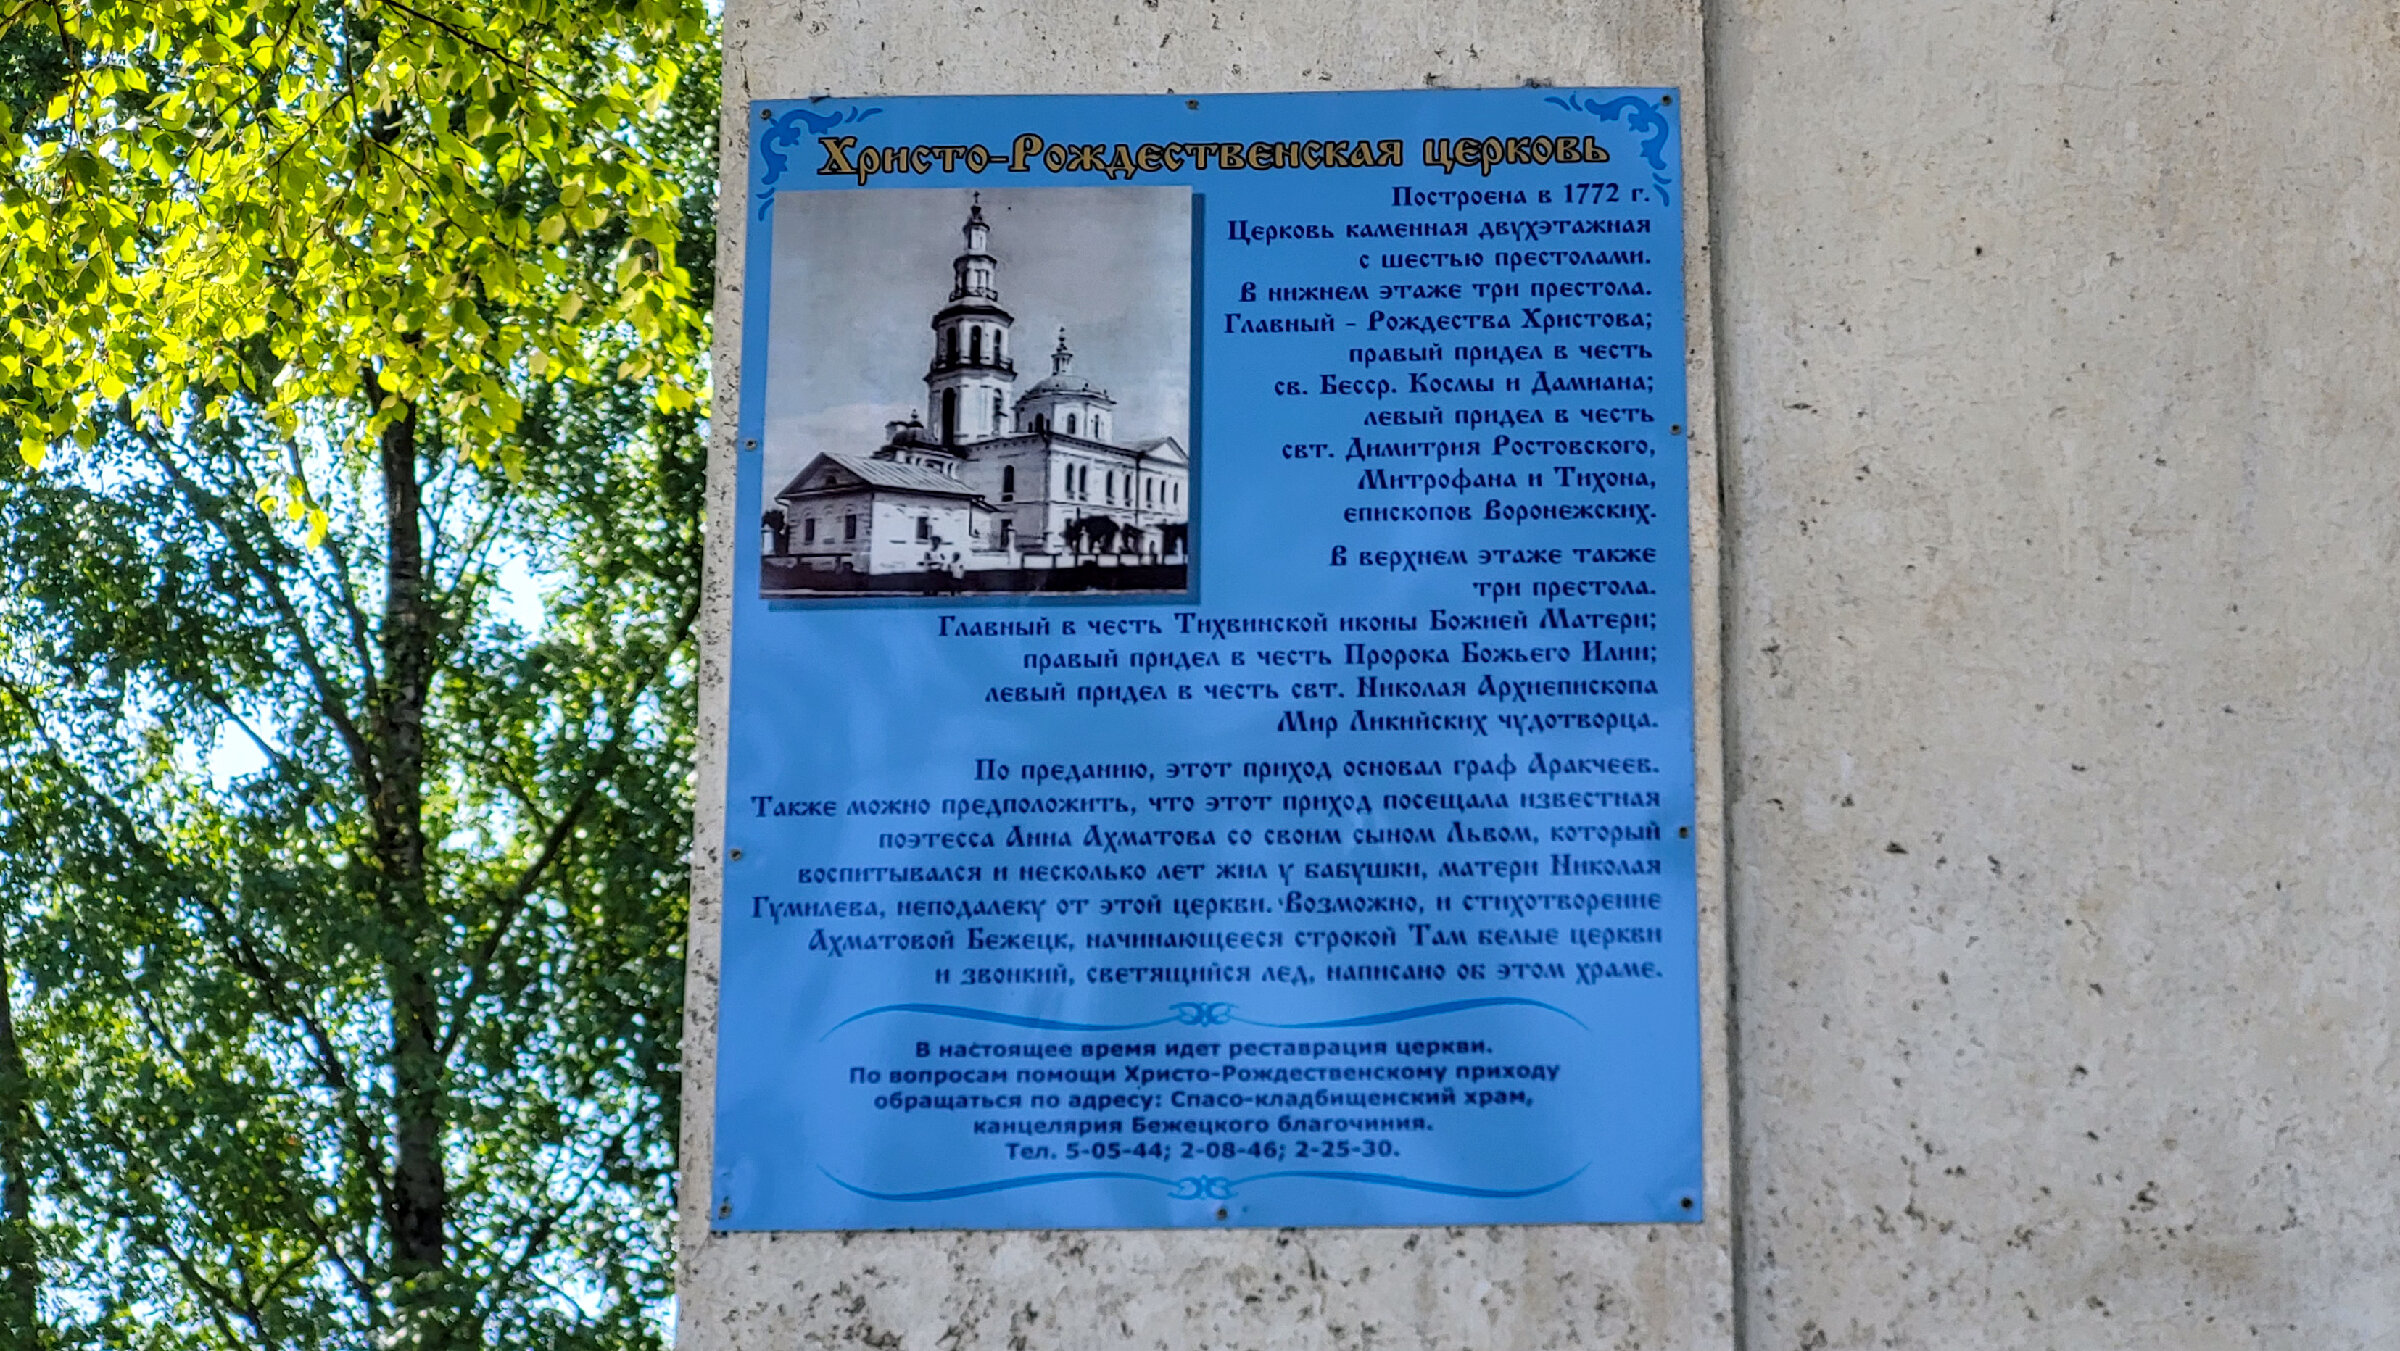 Христо-Рождественская церковь
Построена в 1772 г.
Церковь каменная двухэтажная
с шестью престолами.
В нижнем этаже три престола.
Главный - Рождества Христова;
правый придел в честь
св. Бесср. Космы и Дамиана;
левый придел в честь
свт. Димитрия Ростовского,
Митрофана и Тихона,
епископов Воронежских.
В верхнем этаже также
три престола.
Главный в честь Тихвинской иконы Божией Матери;
правый придел в честь Пророка Божьего Илии;
левый придел в честь свт. Николая Архиепископа
Мир Ликийских чудотворца.
По преданию, этот приход основал граф Аракчеев.
Также можно предположить, что этот приход посещала известная
поэтесса Анна Ахматова со своим сыном Львом, который
воспитывался и несколько лет жил у бабушки, матери Николая
Гумилева, неподалеку от этой церкви. Возможно, и стихотворение
Ахматовой Бежецк, начинающееся строкой Там белые церкви
и звонкий, светящийся лед, написано об этом храме.
В настоящее время идет реставрация церкви.
По вопросам помощи Христо-Рождественскому приходу
обращаться по адресу: Спасо-кладбищенский храм,
канцелярия Бежецкого благочиния.
Тел. 5-05-44; 2-08-46; 2-25-30.